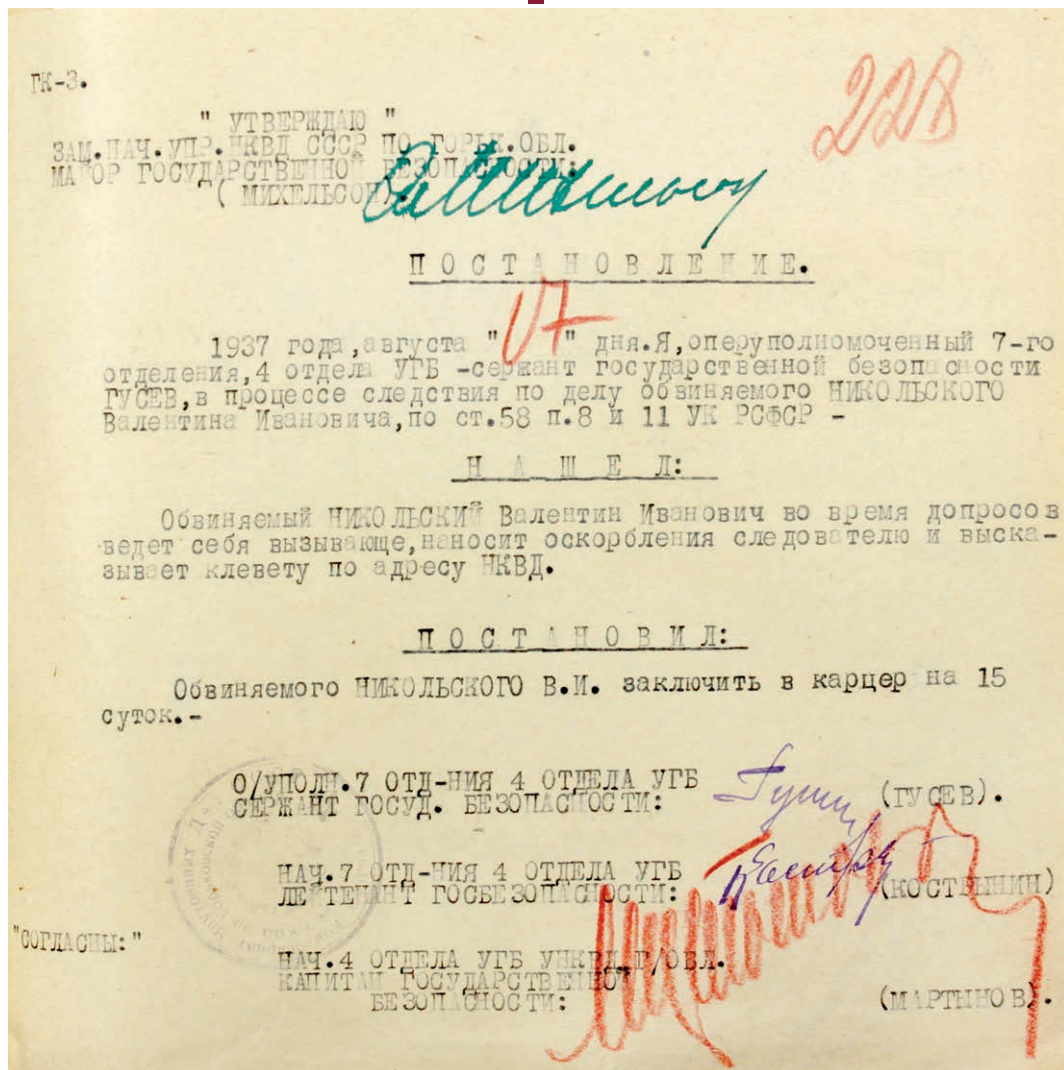 ГК-3.
228
" УТВЕРЖДАЮ "
ЗАМ.НАЧ.УПР.НКВД СССР ПО ГОРЬК.ОБЛ.
МАЙОР ГОСУДАРСТВЕННОЙ БЕЗОПАСНОСТИ:
( МИХЕЛЬСОН).
ПОСТАНОВЛЕНИЕ.
1937 года,августа "17" дня.Я,оперуполномоченный 7-го
отделения,4 отдела УГБ -сержант государственной безопасности
ГУСЕВ,в процессе следствия по делу обвиняемого НИКОЛЬСКОГО
Валентина Ивановича,по ст.58 п.8 и 11 УК РСФСР -
НАШЕЛ:
Обвиняемый НИКОЛЬСКИЙ Валентин Иванович во время допросов
ведет себя вызывающе,наносит оскорбления следователю и выска-
зывает клевету по адресу НКВД.
ПОСТАНОВИЛ:
Обвиняемого НИКОЛЬСКОГО В.И. заключить в карцер на 15
суток.-
О/УПОЛН.7 ОТД-НИЯ 4 ОТДЕЛА УГБ
СЕРЖАНТ ГОСУД. БЕЗОПАСНОСТИ: (ГУСЕВ).
НАЧ.7 ОТД-НИЯ 4 ОТДЕЛА УГБ
ЛЕЙТЕНАНТ ГОСБЕЗОПАСНОСТИ: (КОСТРЫНИН)
"СОГЛАСНЫ:"
НАЧ.4 ОТДЕЛА УГБ УНКВД Г/ОБЛ.
КАПИТАН ГОСУДАРСТВЕННОЙ
БЕЗОПАСНОСТИ: (МАРТЫНОВ).